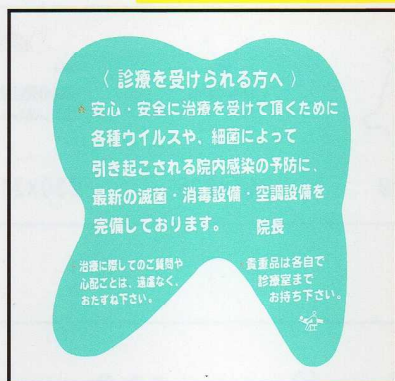 〈 診療を受けられる方へ 〉
安心・安全に治療を受けて頂くために
各種ウイルスや、細菌によって
引き起こされる院内感染の予防に、
最新の滅菌・消毒設備・空調設備を
完備しております。 院長
治療に際してのご質問や
心配ごとは、遠慮なく、
おたずね下さい。
貴重品は各自で
診療室まで
お持ち下さい。